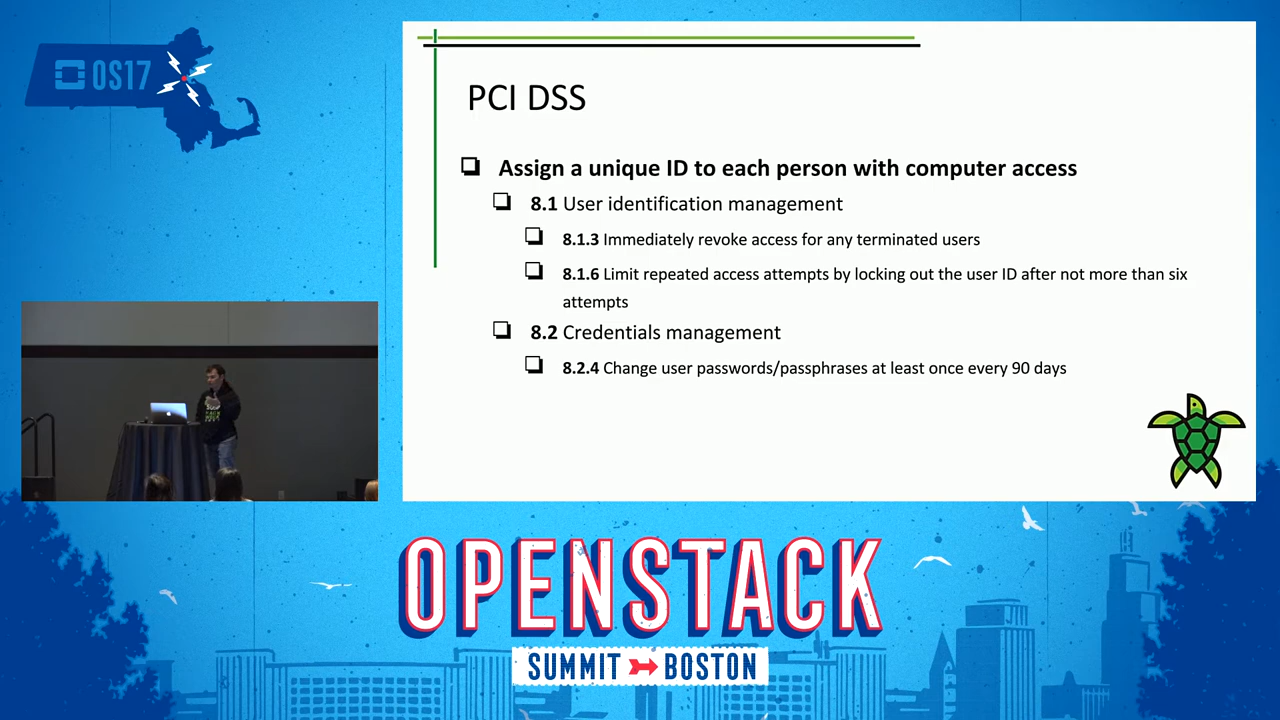 OS17
PCI DSS
Assign a unique ID to each person with computer access
8.1 User identification management
8.1.3 Immediately revoke access for any terminated users
8.1.6 Limit repeated access attempts by locking out the user ID after not more than six
attempts
8.2 Credentials management
8.2.4 Change user passwords/passphrases at least once every 90 days
OPENSTACK
SUMMIT BOSTON